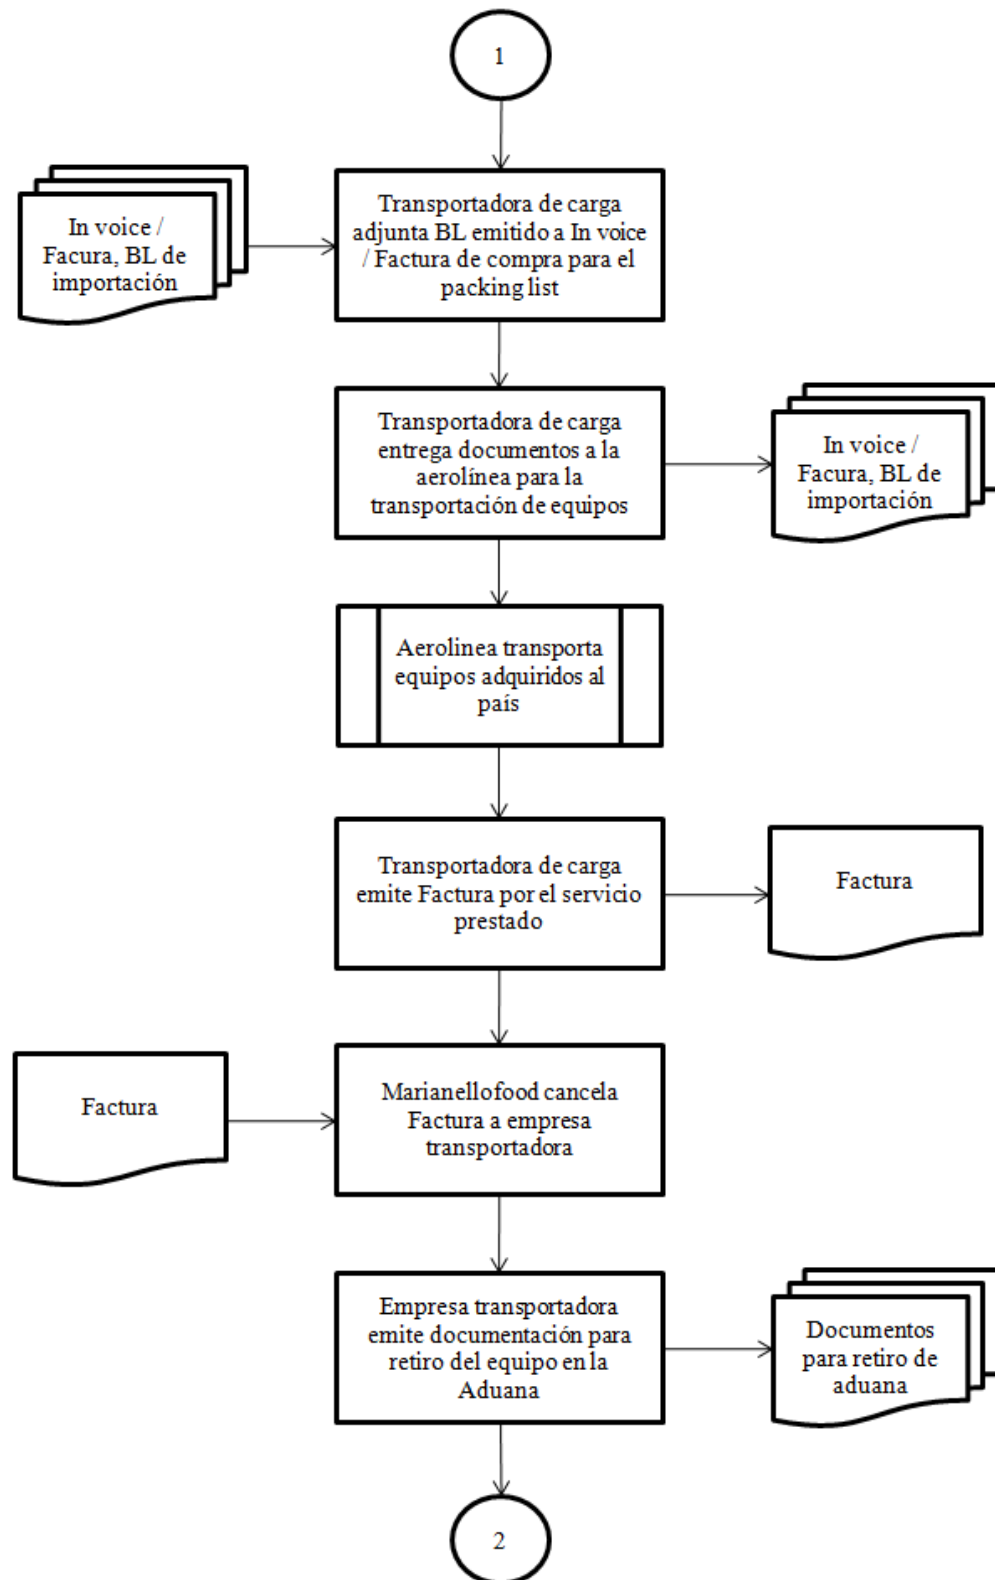 1
In voice /
Facura, BL de
importación
Transportadora de carga
adjunta BL emitido a In voice
/ Factura de compra para el
packing list
Transportadora de carga
entrega documentos a la
aerolínea para la
transportación de equipos
In voice /
Facura, BL de
importación
Aerolinea transporta
equipos adquiridos al
país
Transportadora de carga
emite Factura por el servicio
prestado
Factura
Factura
Marianellofood cancela
Factura a empresa
transportadora
Empresa transportadora
emite documentación para
retiro del equipo en la
Aduana
Documentos
para retiro de
aduana
2